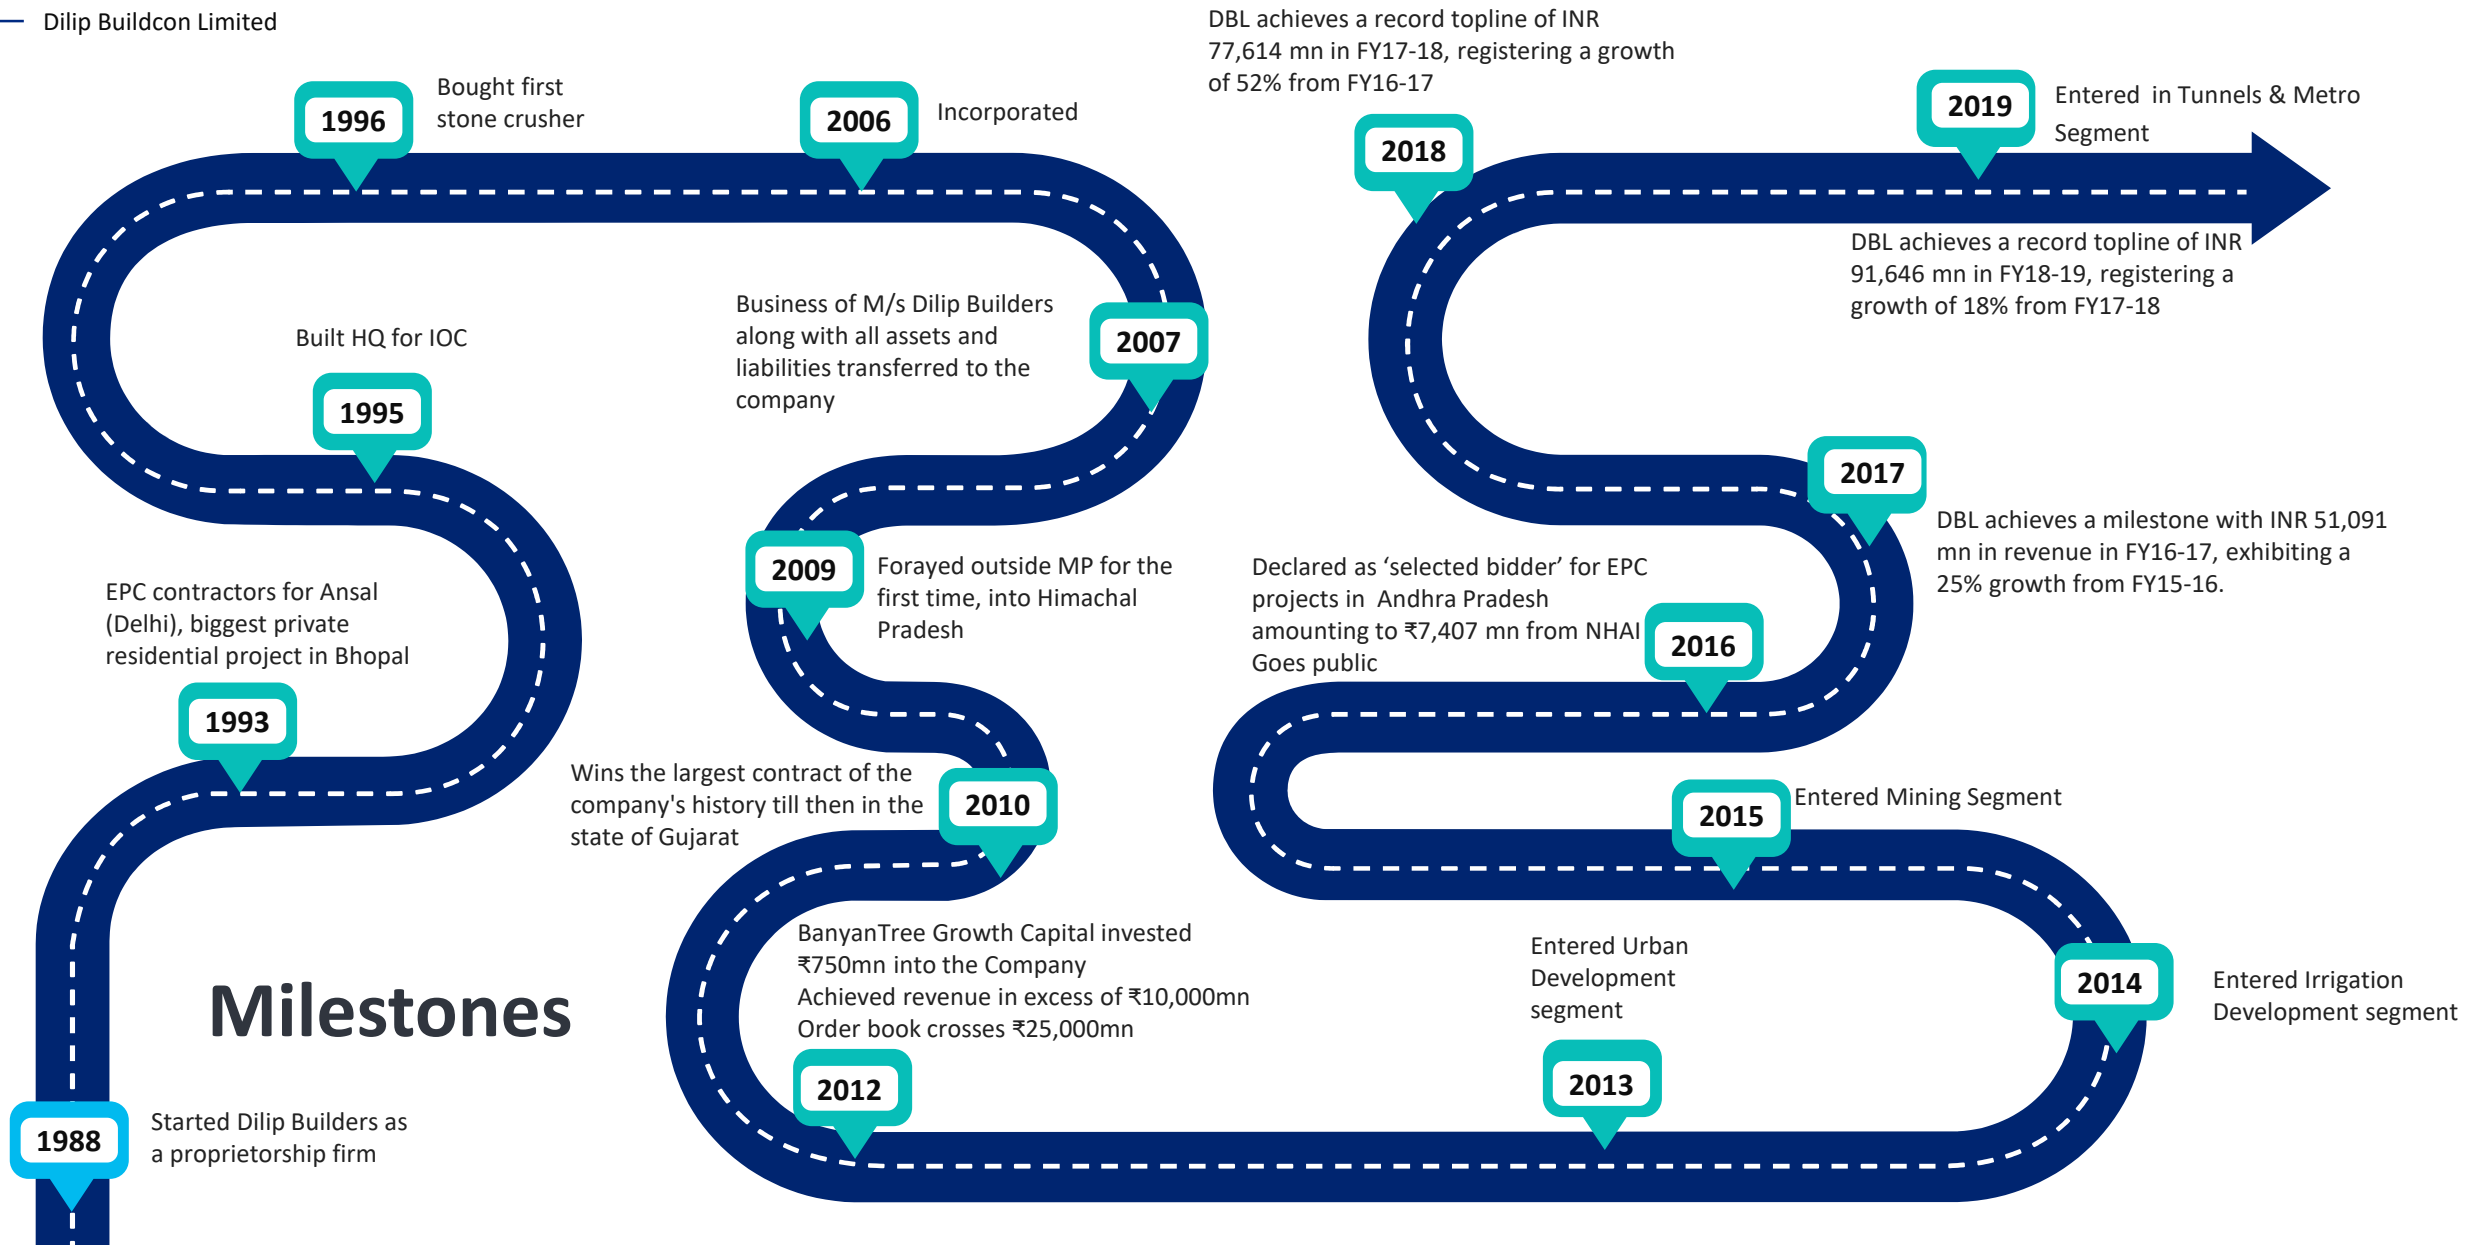 Dilip Buildcon Limited
Milestones
1988
Started Dilip Builders as
a proprietorship firm
1993
EPC contractors for Ansal
(Delhi), biggest private
residential project in Bhopal
1995
Built HQ for IOC
1996
Bought first
stone crusher
2006
Incorporated
2007
Business of M/s Dilip Builders
along with all assets and
liabilities transferred to the
company
2009
Forayed outside MP for the
first time, into Himachal
Pradesh
2010
Wins the largest contract of the
company's history till then in the
state of Gujarat
2012
BanyanTree Growth Capital invested
₹750mn into the Company
Achieved revenue in excess of ₹10,000mn
Order book crosses ₹25,000mn
2013
Entered Urban
Development
segment
2014
Entered Irrigation
Development segment
2015
Entered Mining Segment
2016
Declared as ‘selected bidder’ for EPC
projects in Andhra Pradesh
amounting to ₹7,407 mn from NHAI
Goes public
2017
DBL achieves a milestone with INR 51,091
mn in revenue in FY16-17, exhibiting a
25% growth from FY15-16.
2018
DBL achieves a record topline of INR
77,614 mn in FY17-18, registering a growth
of 52% from FY16-17
2019
Entered in Tunnels & Metro
Segment
DBL achieves a record topline of INR
91,646 mn in FY18-19, registering a
growth of 18% from FY17-18